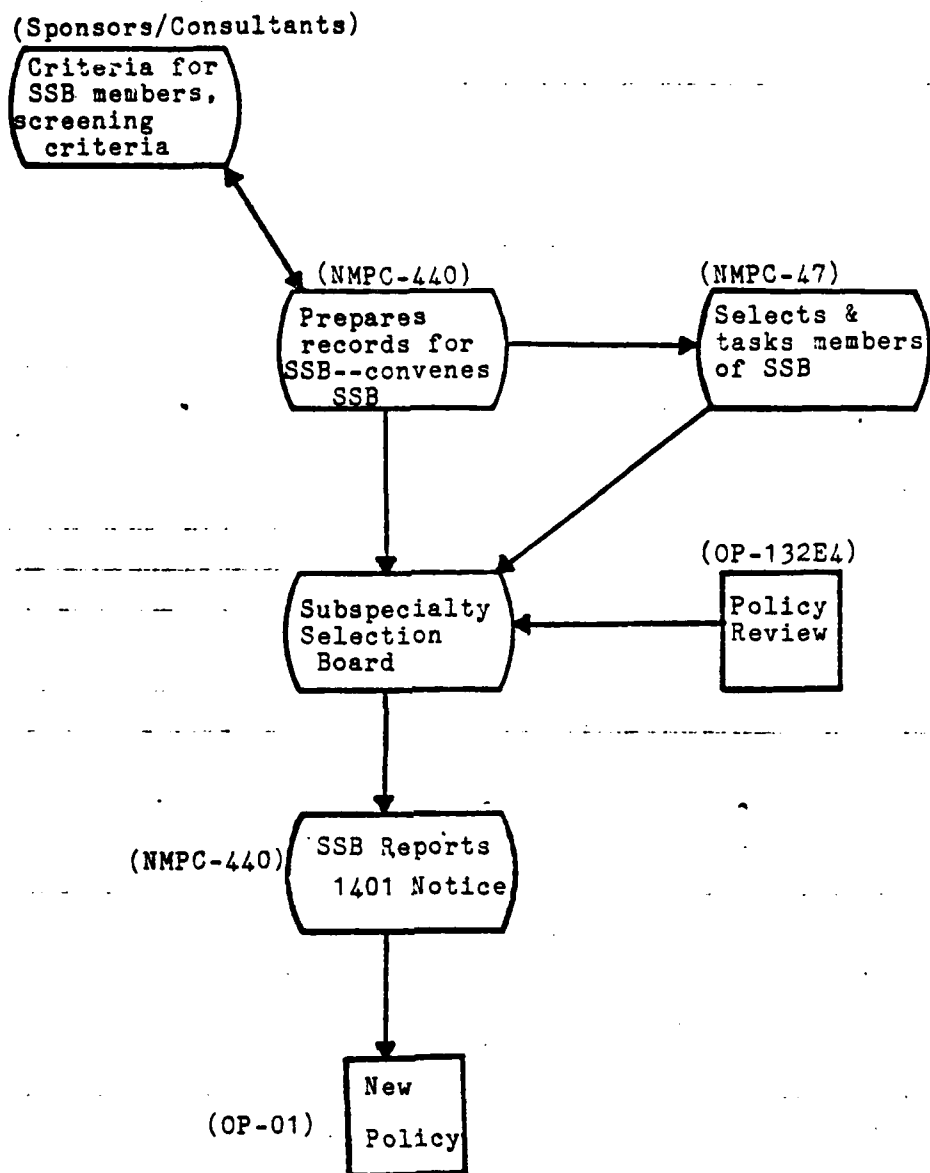 (Sponsors/Consultants)
Criteria for
SSB members,
screening
criteria
(NMPC-440)
Prepares
records for
SSB--convenes
SSB
(NMPC-47)
Selects &
tasks members
of SSB
(OP-132E4)
Policy
Review
Subspecialty
Selection
Board
(NMPC-440)
SSB Reports
1401 Notice
(OP-01)
New
Policy